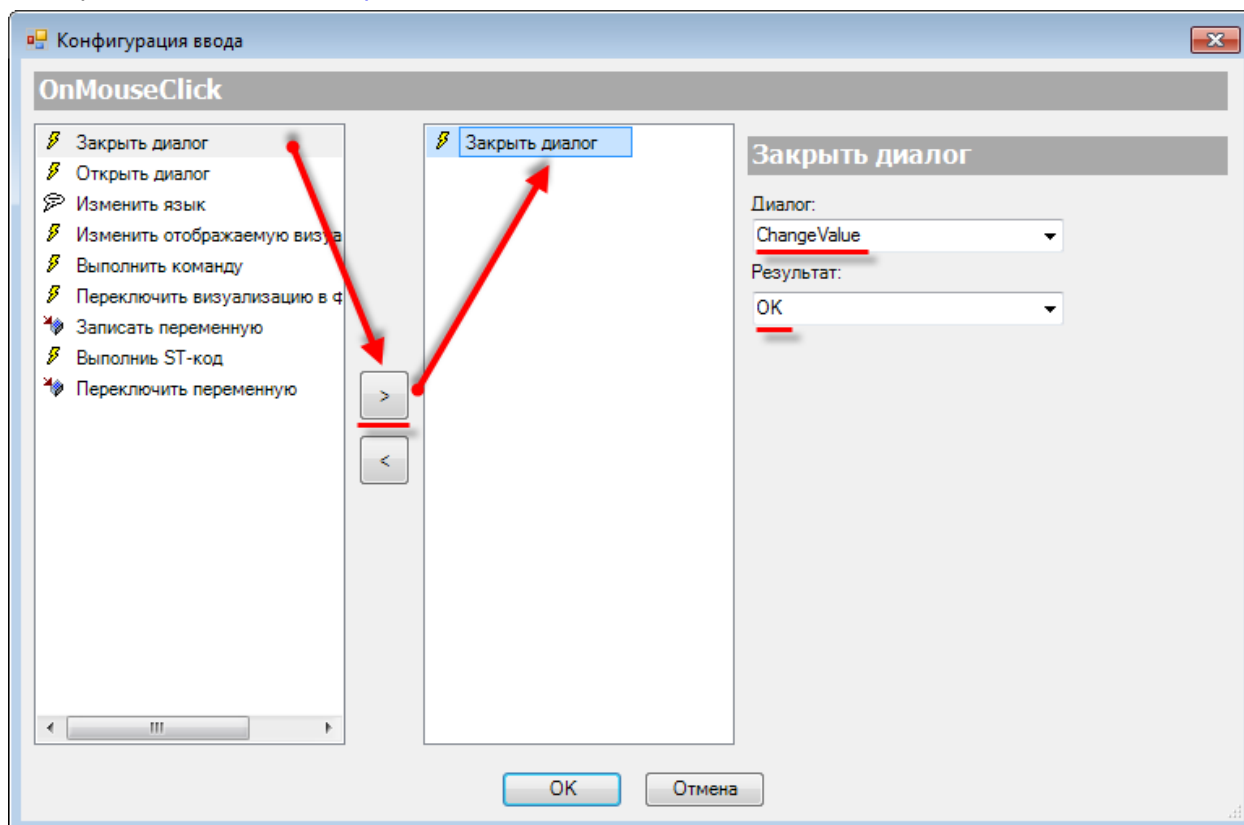 Конфигурация ввода
OnMouseClick
Закрыть диалог
Открыть диалог
Изменить язык
Изменить отображаемую визуа
Выполнить команду
Переключить визуализацию в ф
Записать переменную
Выполниь ST-код
Переключить переменную
>
<
Закрыть диалог
Закрыть диалог
Диалог:
ChangeValue
Результат:
OK
OK
Отмена